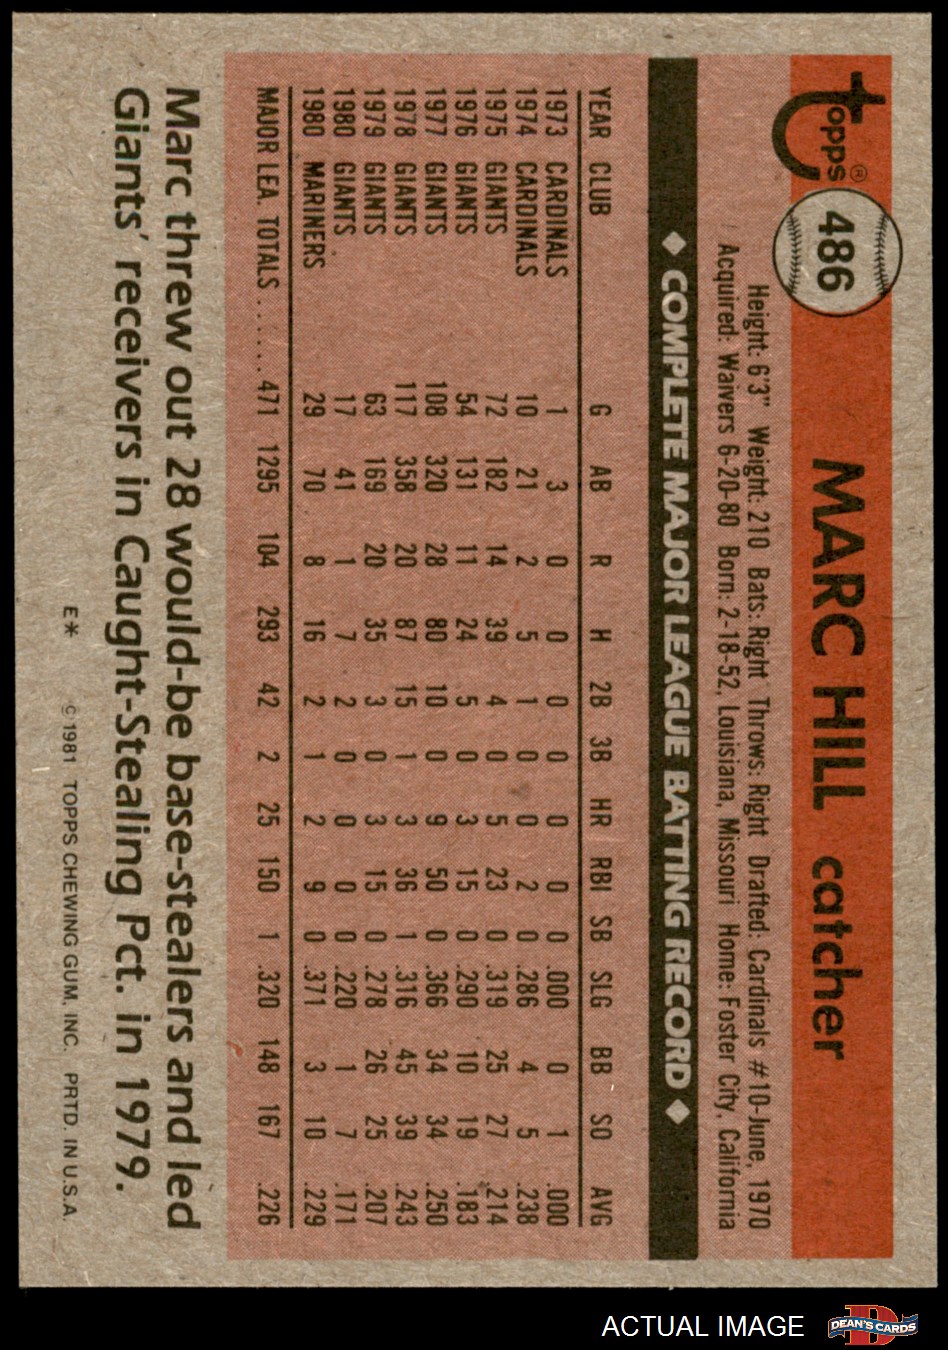 topps®
486
MARC HILL catcher
Height: 6'3" Weight: 210 Bats: Right Throws: Right Drafted: Cardinals #10-June, 1970
Acquired: Waivers 6-20-80 Born: 2-18-52, Louisiana, Missouri Home: Foster City, California
◆ COMPLETE MAJOR LEAGUE BATTING RECORD ◆
YEAR CLUB G AB R H 2B 3B HR RBI SB SLG BB SO AVG
1973 CARDINALS 1 3 0 0 0 0 0 0 0 .000 0 1 .000
1974 CARDINALS 10 21 2 5 1 0 0 2 0 .286 4 5 .238
1975 GIANTS 72 182 14 39 4 0 5 23 0 .319 25 27 .214
1976 GIANTS 54 131 11 24 5 0 3 15 0 .290 10 19 .183
1977 GIANTS 108 320 28 80 10 0 9 50 0 .366 34 34 .250
1978 GIANTS 117 358 20 87 15 1 3 36 1 .316 45 39 .243
1979 GIANTS 63 169 20 35 3 0 3 15 0 .278 26 25 .207
1980 GIANTS 17 41 1 7 2 0 0 0 0 .220 1 7 .171
1980 MARINERS 29 70 8 16 2 1 2 9 0 .371 3 10 .229
MAJOR LEA. TOTALS ...... 471 1295 104 293 42 2 25 150 1 .320 148 167 .226
Marc threw out 28 would-be base-stealers and led
Giants' receivers in Caught-Stealing Pct. in 1979.
E* © 1981 TOPPS CHEWING GUM, INC. PRTD. IN U.S.A.
ACTUAL IMAGE
DEAN'S CARDS